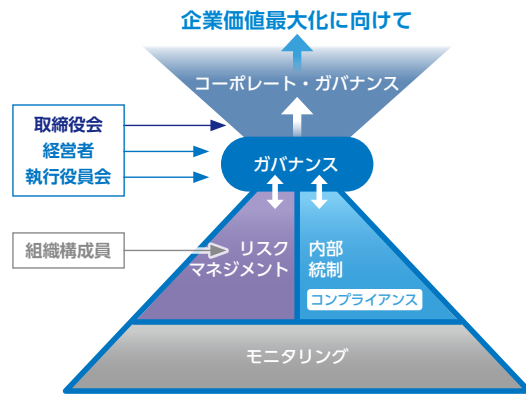 企業価値最大化に向けて
コーポレート・ガバナンス
取締役会
経営者
執行役員会
ガバナンス
組織構成員
リスク
マネジメント
内部
統制
コンプライアンス
モニタリング